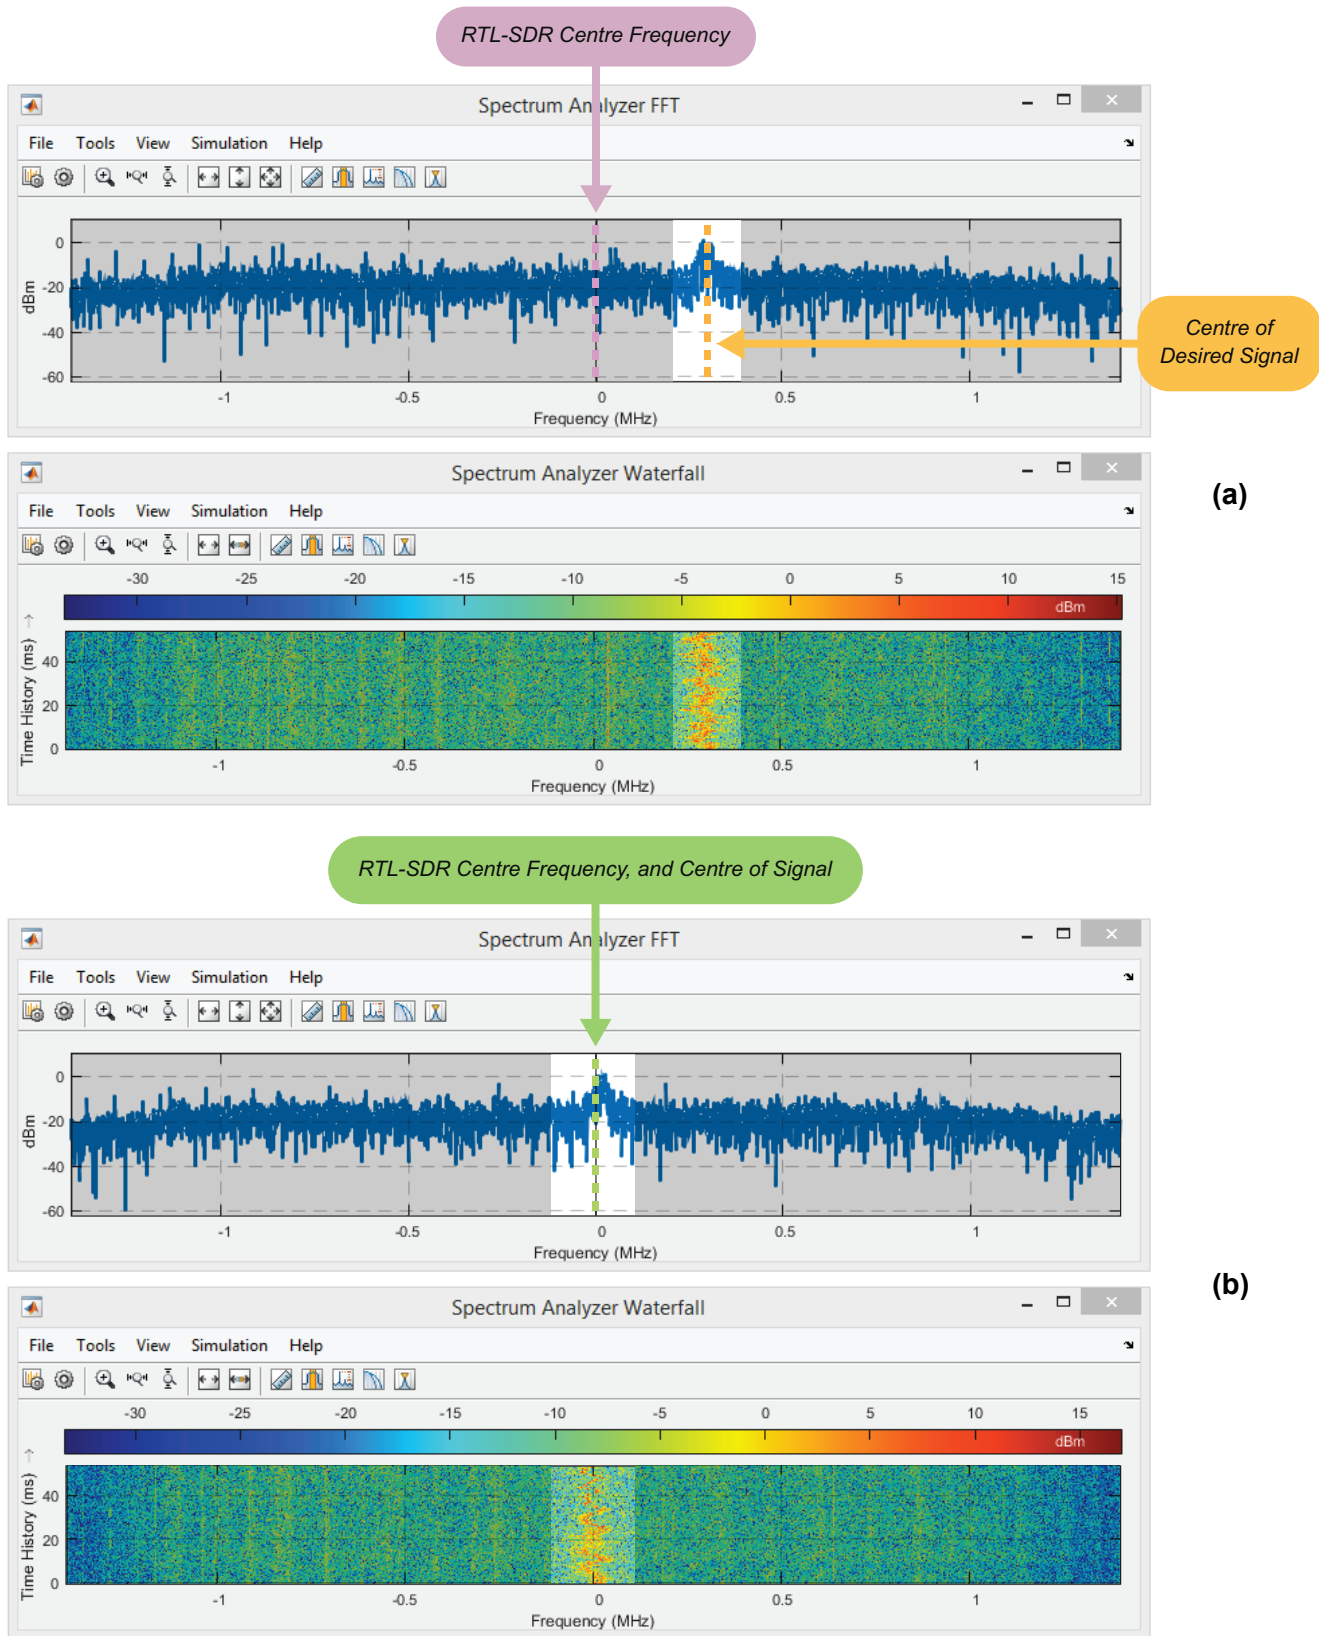 RTL-SDR Centre Frequency
Spectrum Analyzer FFT
File Tools View Simulation Help
0
-20
-40
-60
dBm
-1 -0.5 0 0.5 1
Frequency (MHz)
Centre of
Desired Signal
Spectrum Analyzer Waterfall
(a)
File Tools View Simulation Help
-30 -25 -20 -15 -10 -5 0 5 10 15
dBm
40
20
0
Time History (ms) →
-1 -0.5 0 0.5 1
Frequency (MHz)
RTL-SDR Centre Frequency, and Centre of Signal
Spectrum Analyzer FFT
File Tools View Simulation Help
0
-20
-40
-60
dBm
-1 -0.5 0 0.5 1
Frequency (MHz)
(b)
Spectrum Analyzer Waterfall
File Tools View Simulation Help
-30 -25 -20 -15 -10 -5 0 5 10 15
dBm
40
20
0
Time History (ms) →
-1 -0.5 0 0.5 1
Frequency (MHz)